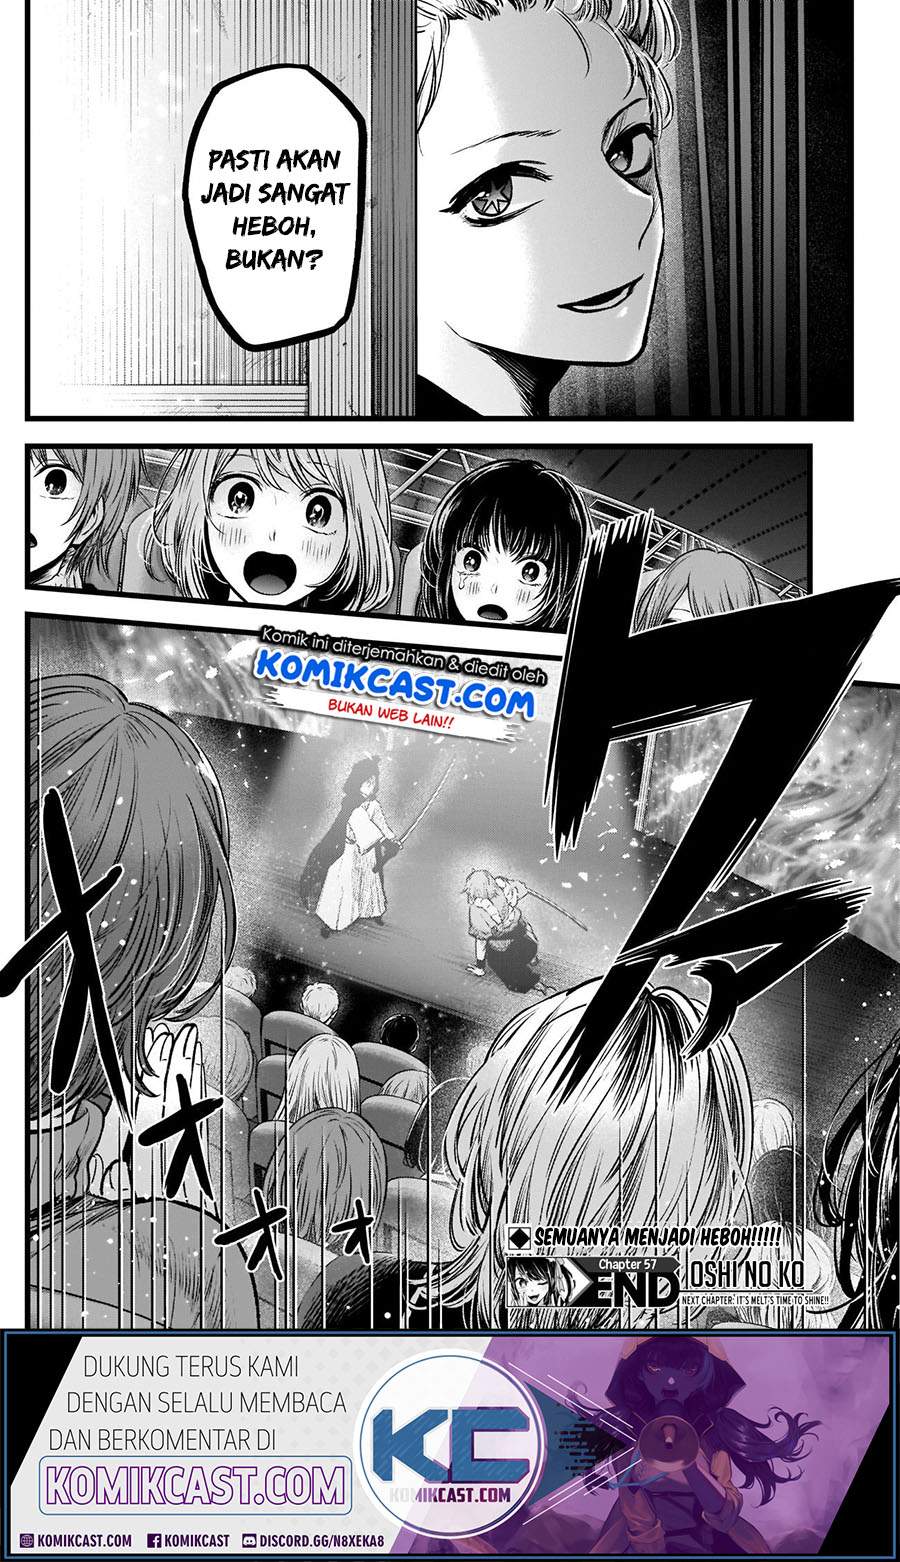 PASTI AKAN
JADI SANGAT
HEBOH,
BUKAN?
Komik ini diterjemahkan & diedit oleh
KOMIKCAST.COM
BUKAN WEB LAIN!!
ワァ
オオオオ
SEMUANYA MENJADI HEBOH!!!!!
Chapter 57
END
OSHI NO KO
NEXT CHAPTER: IT'S MELT'S TIME TO SHINE!!
DUKUNG TERUS KAMI
DENGAN SELALU MEMBACA
DAN BERKOMENTAR DI
KOMIKCAST.COM
KOMIKCAST.COM
KOMIKCAST
DISCORD.GG/N8XEKA8
KC
KOMIKCAST.COM